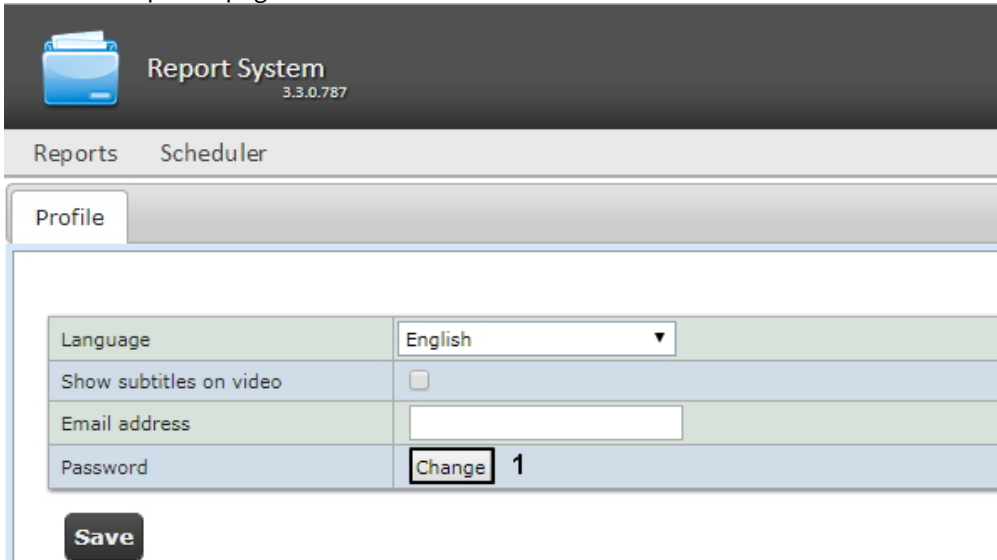 Report System
3.3.0.787
Reports Scheduler
Profile
Language English
Show subtitles on video
Email address
Password Change 1
Save